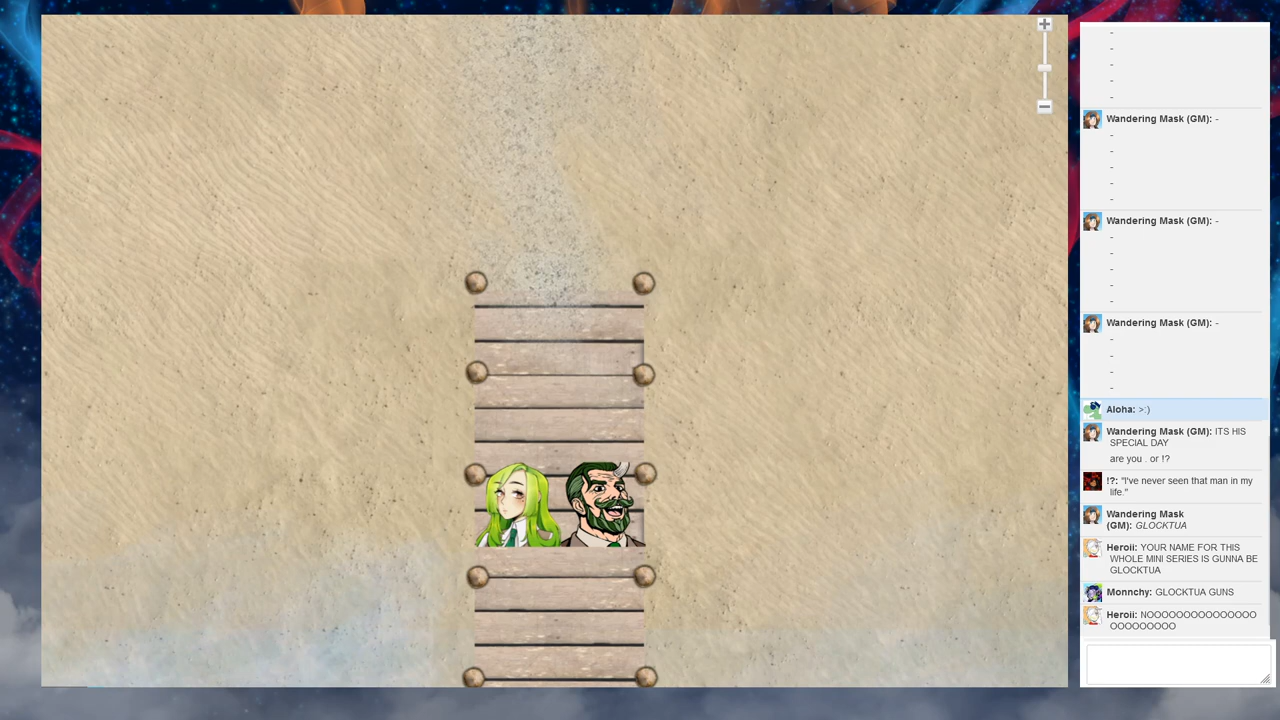 -
-
-
-
-
Wandering Mask (GM): -
-
-
-
-
-
Wandering Mask (GM): -
-
-
-
-
-
Wandering Mask (GM): -
-
-
-
-
Aloha: >:)
Wandering Mask (GM): ITS HIS
SPECIAL DAY
are you . or !?
!?: "I've never seen that man in my
life."
Wandering Mask
(GM): GLOCKTUA
Heroii: YOUR NAME FOR THIS
WHOLE MINI SERIES IS GUNNA BE
GLOCKTUA
Monnchy: GLOCKTUA GUNS
Heroii: NOOOOOOOOOOOOOOO
OOOOOOOOO